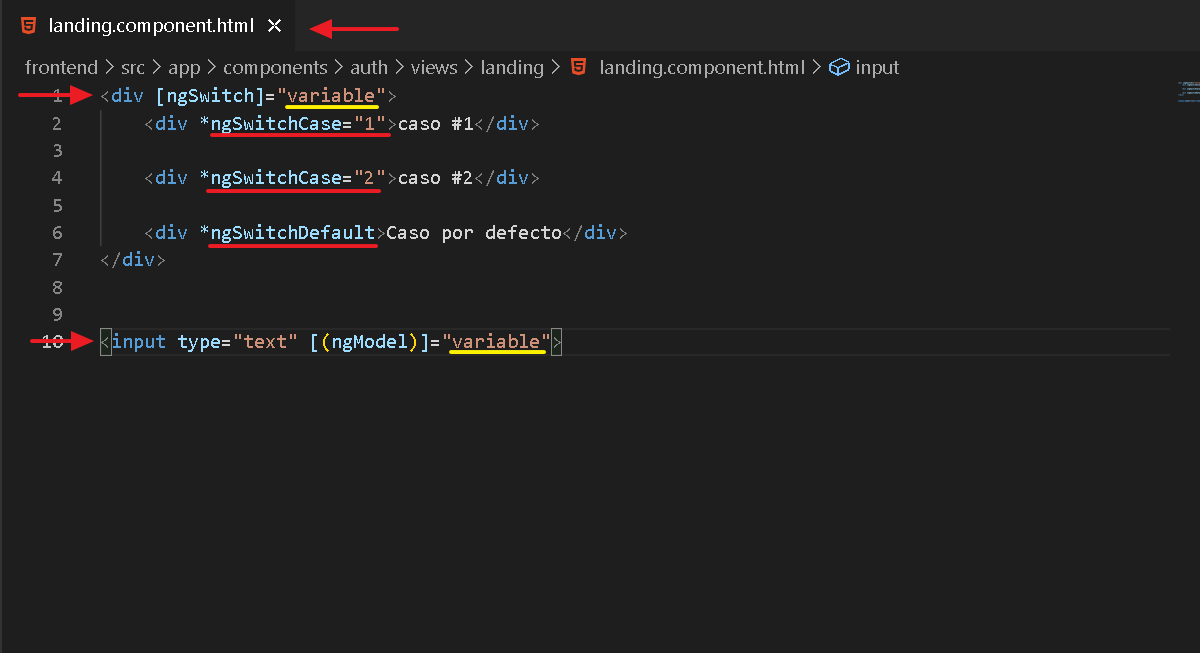 landing.component.html
frontend > src > app > components > auth > views > landing > landing.component.html > input
1 <div [ngSwitch]="variable">
2 <div *ngSwitchCase="1">caso #1</div>
3
4 <div *ngSwitchCase="2">caso #2</div>
5
6 <div *ngSwitchDefault>Caso por defecto</div>
7 </div>
8
9
10 <input type="text" [(ngModel)]="variable">